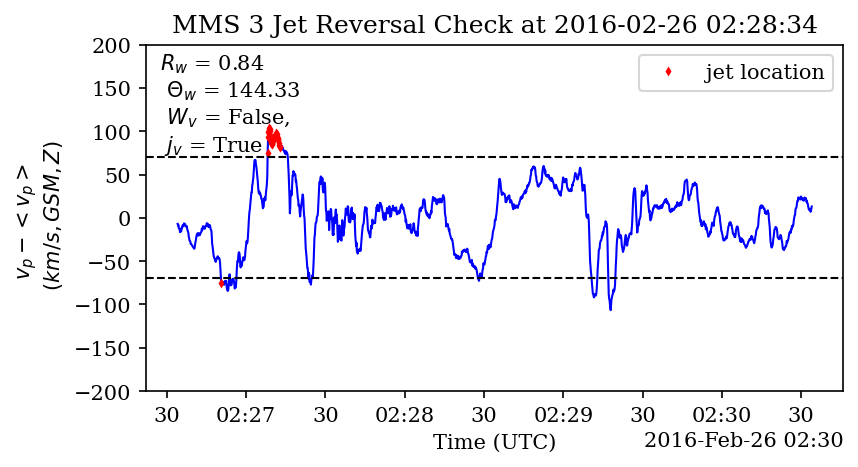 MMS 3 Jet Reversal Check at 2016-02-26 02:28:34
200
150
100
50
0
−50
−100
−150
−200
v_p − < v_p >
(km/s, GSM, Z)
R_w = 0.84
Θ_w = 144.33
W_v = False,
j_v = True
jet location
30 02:27 30 02:28 30 02:29 30 02:30 30
Time (UTC)
2016-Feb-26 02:30